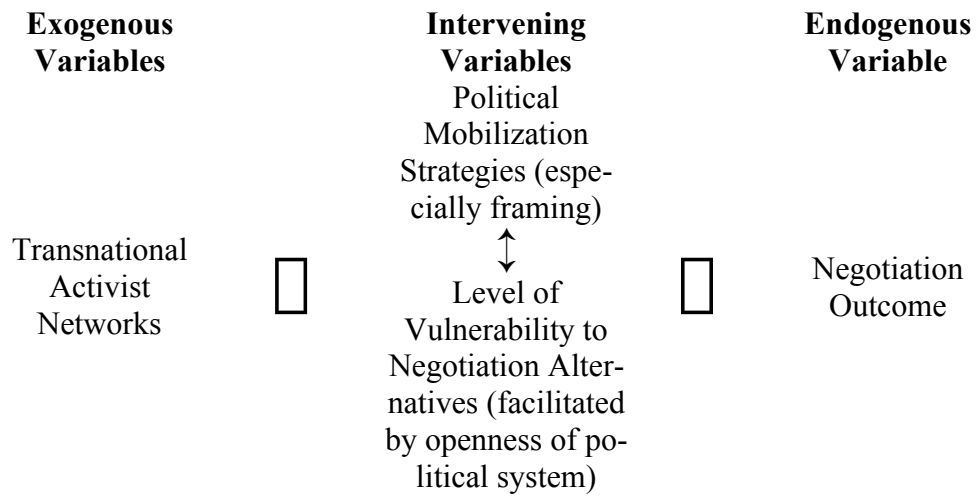 Exogenous
Variables
Intervening
Variables
Endogenous
Variable
Political
Mobilization
Strategies (espe-
cially framing)
↕
Transnational
Activist
Networks
Level of
Vulnerability to
Negotiation Alter-
natives (facilitated
by openness of po-
litical system)
Negotiation
Outcome